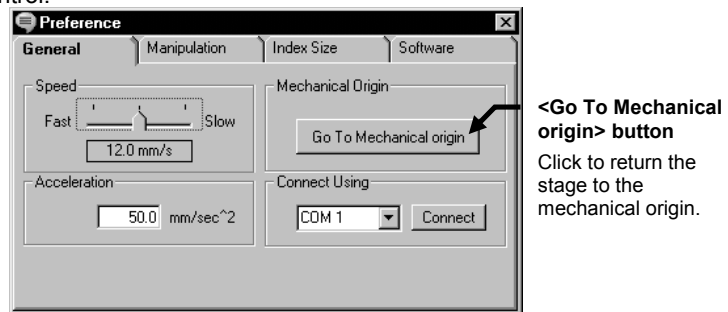 ntrol.
Preference
General Manipulation Index Size Software
Speed
Fast Slow
12.0 mm/s
Mechanical Origin
Go To Mechanical origin
Acceleration
50.0 mm/sec^2
Connect Using
COM 1 Connect
<Go To Mechanical
origin> button
Click to return the
stage to the
mechanical origin.